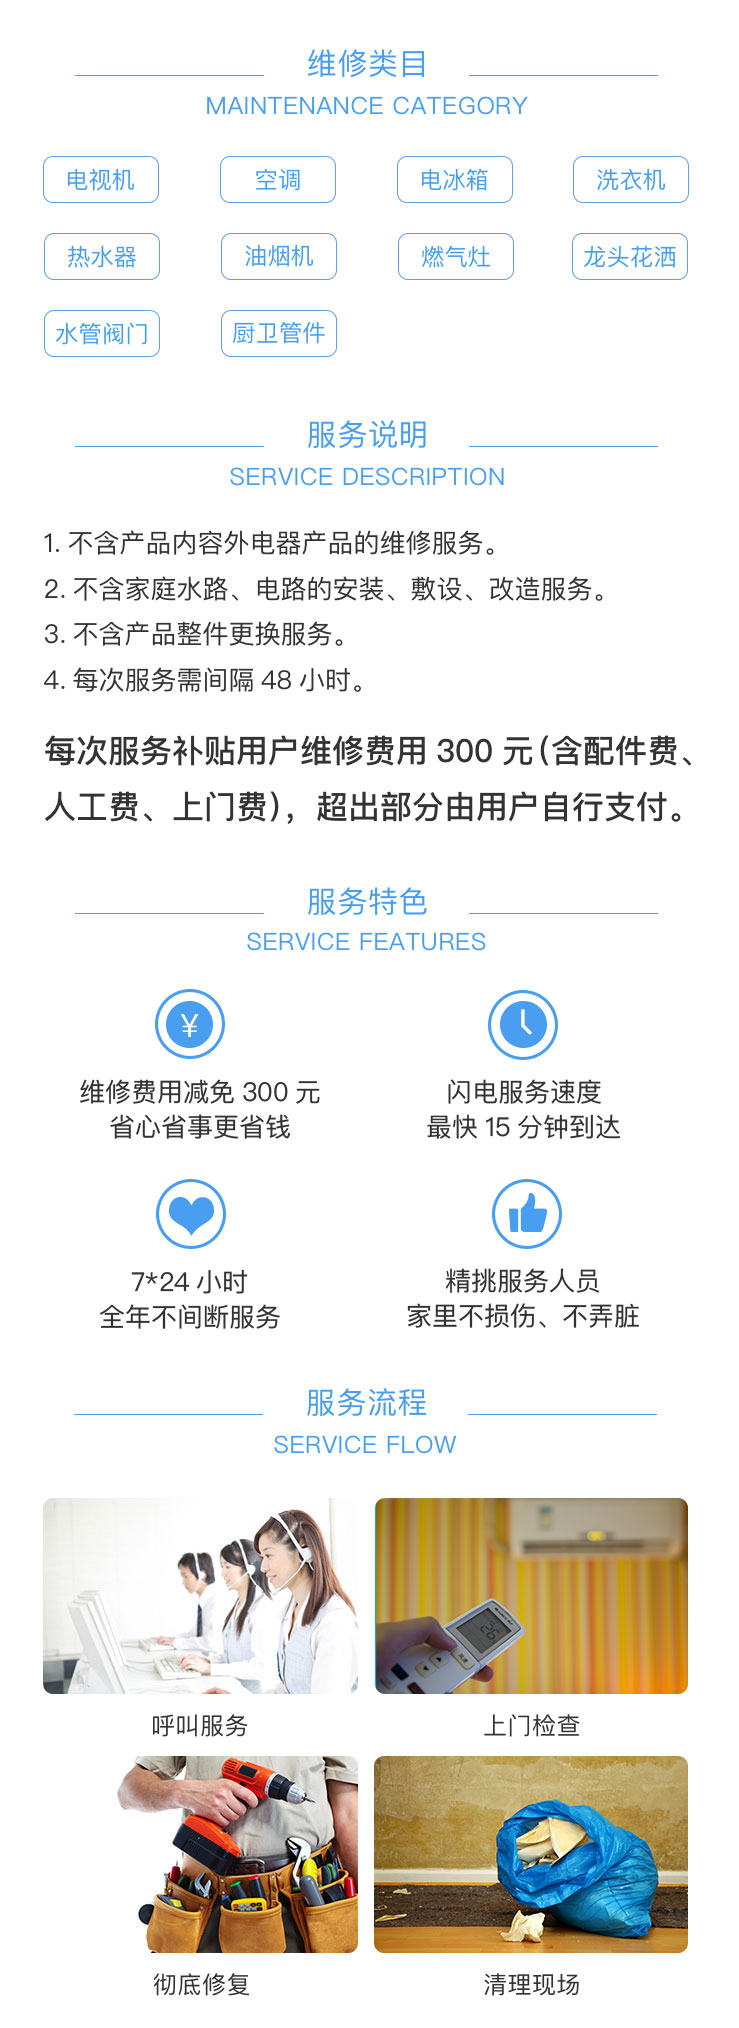 维修类目
MAINTENANCE CATEGORY
电视机 空调 电冰箱 洗衣机
热水器 油烟机 燃气灶 龙头花洒
水管阀门 厨卫管件
服务说明
SERVICE DESCRIPTION
1. 不含产品内容外电器产品的维修服务。
2. 不含家庭水路、电路的安装、敷设、改造服务。
3. 不含产品整件更换服务。
4. 每次服务需间隔 48 小时。
每次服务补贴用户维修费用 300 元(含配件费、
人工费、上门费)，超出部分由用户自行支付。
服务特色
SERVICE FEATURES
¥
维修费用减免 300 元
省心省事更省钱
闪电服务速度
最快 15 分钟到达
7*24 小时
全年不间断服务
精挑服务人员
家里不损伤、不弄脏
服务流程
SERVICE FLOW
26
呼叫服务
上门检查
彻底修复
清理现场